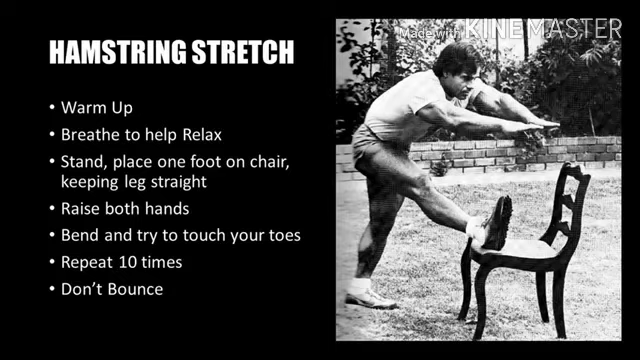 Made with KINEMASTER
HAMSTRING STRETCH
• Warm Up
• Breathe to help Relax
• Stand, place one foot on chair,
keeping leg straight
• Raise both hands
• Bend and try to touch your toes
• Repeat 10 times
• Don’t Bounce